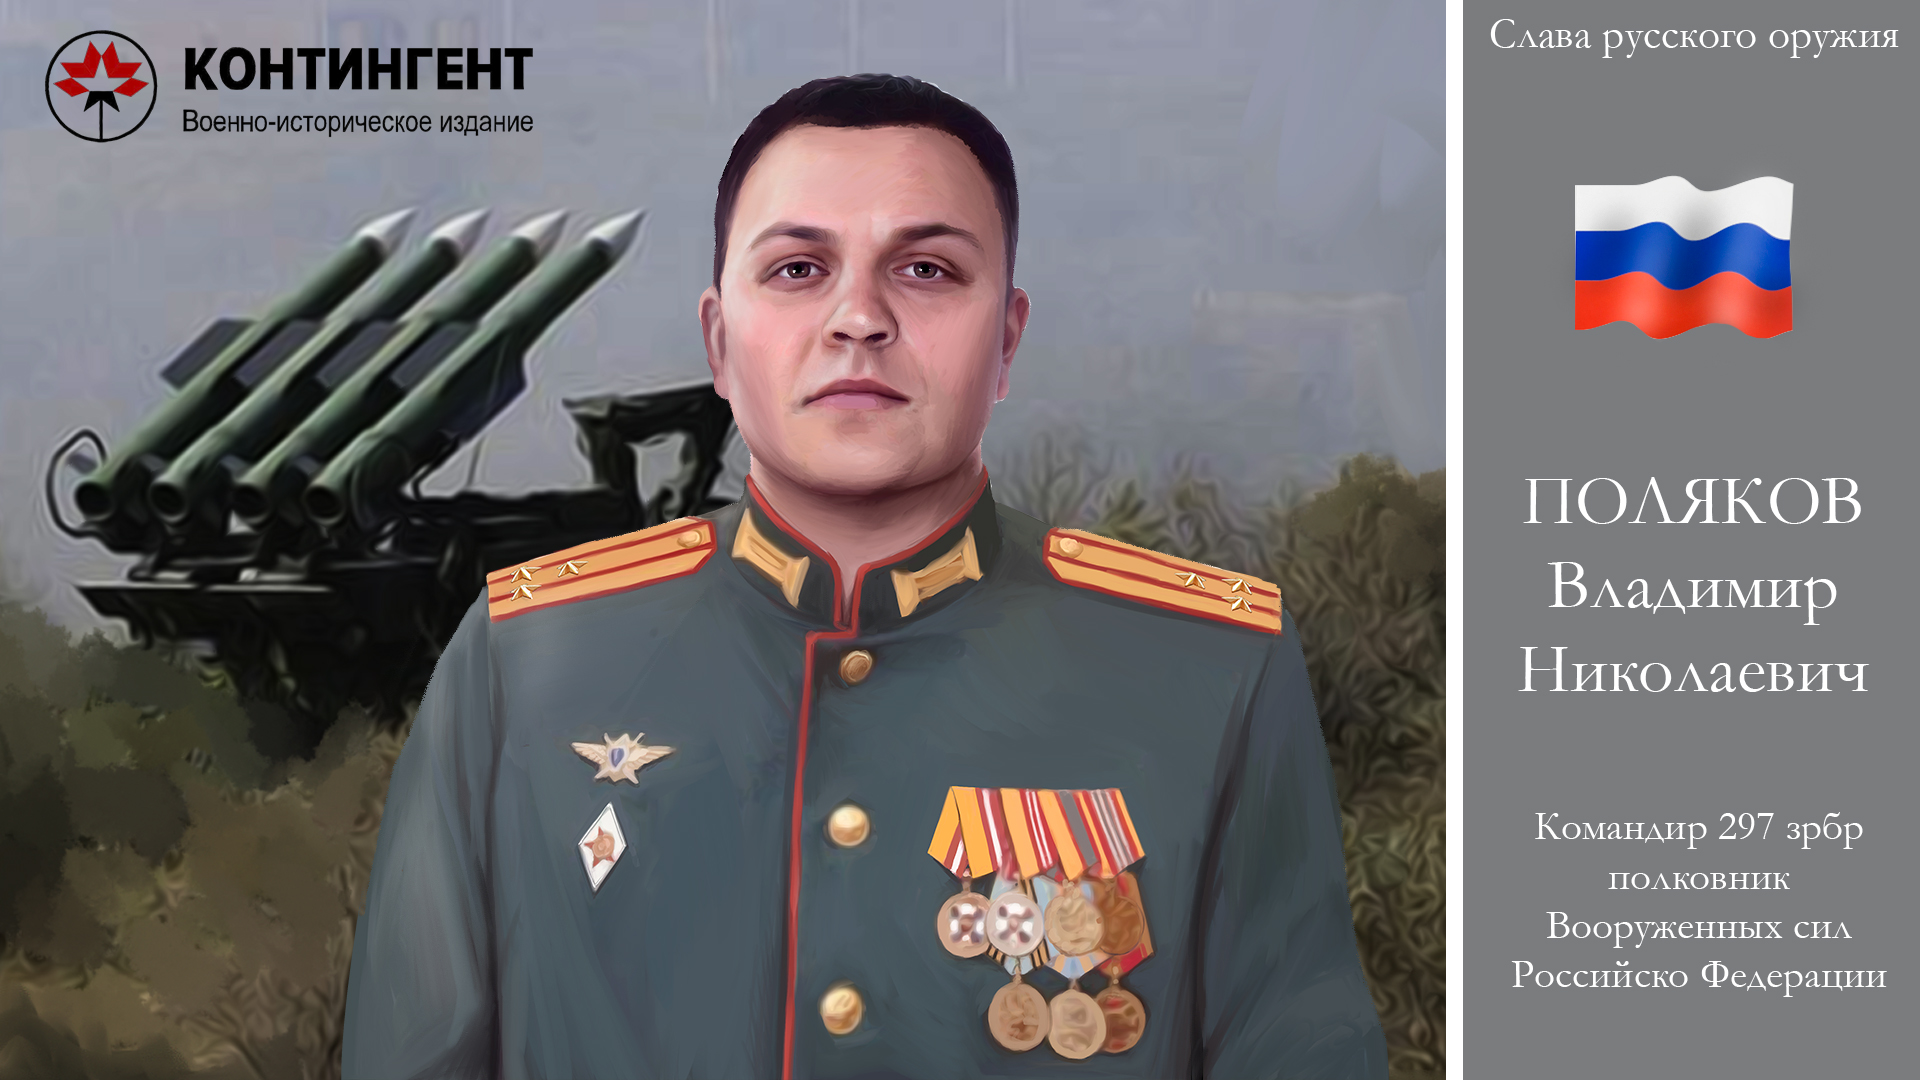 КОНТИНГЕНТ
Военно-историческое издание
Слава русского оружия
ПОЛЯКОВ
Владимир
Николаевич
Командир 297 зрбр
полковник
Вооруженных сил
Российско Федерации